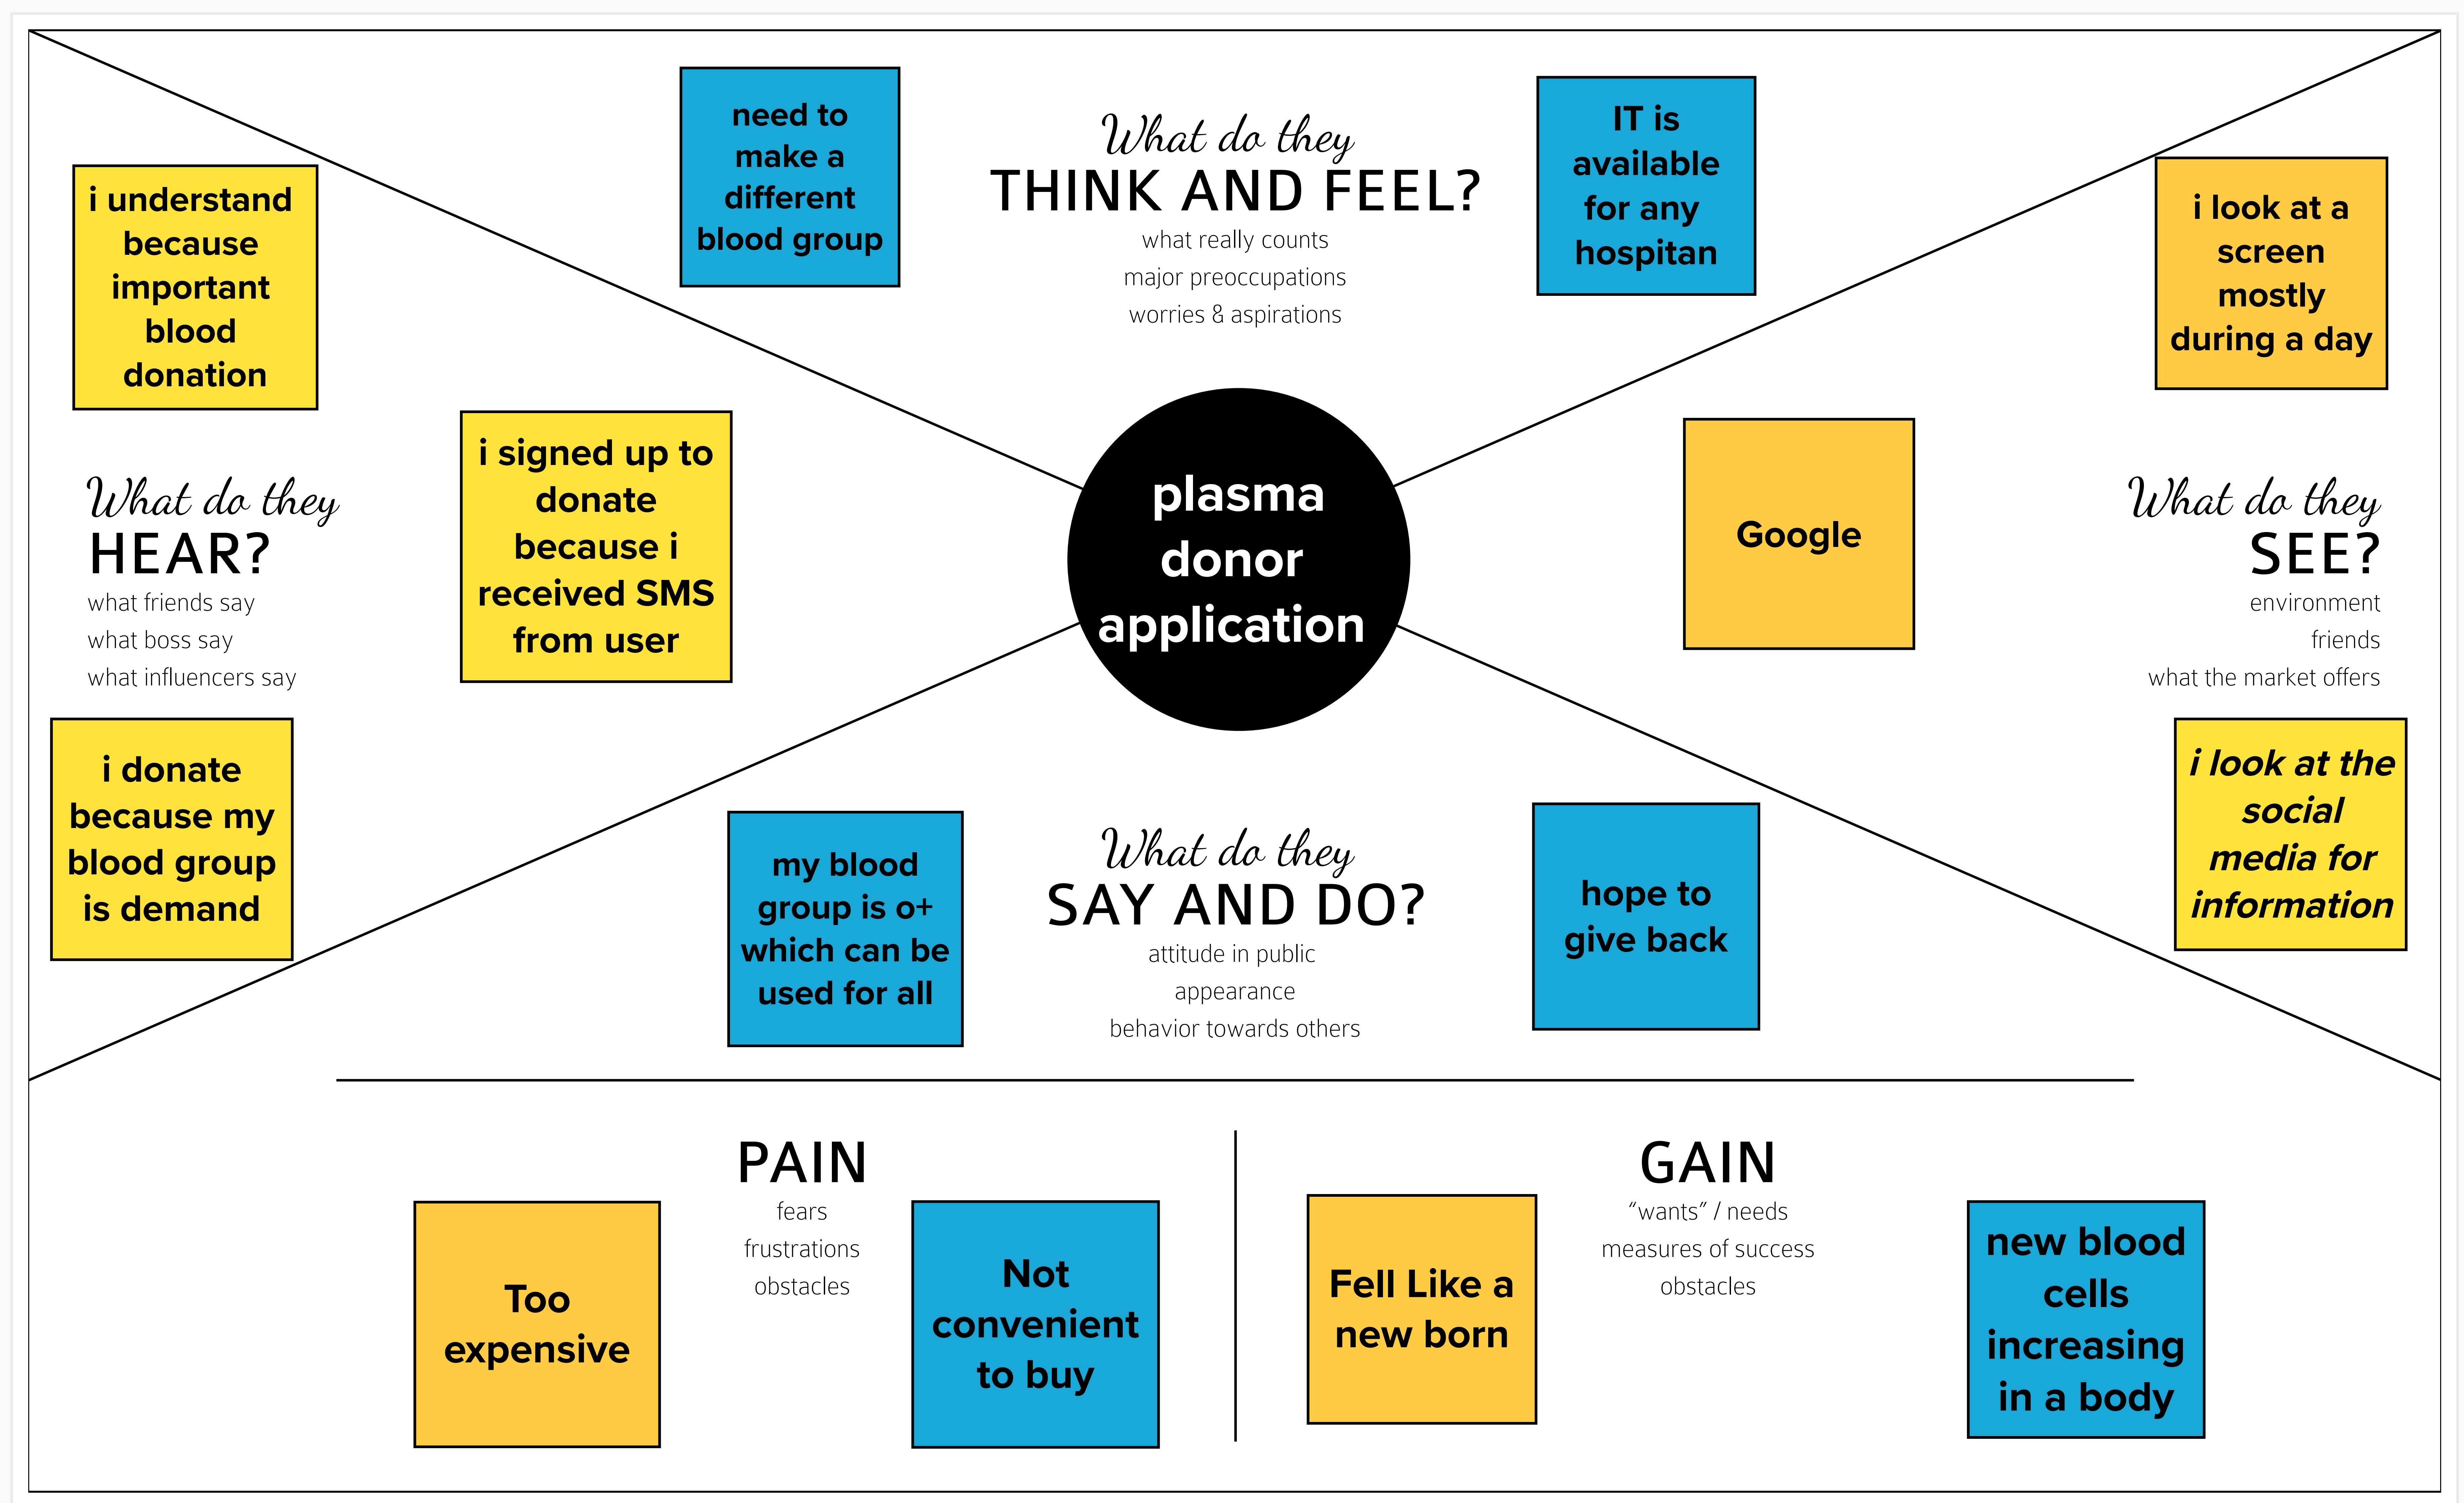 need to
make a
different
blood group
What do they
THINK AND FEEL?
what really counts
major preoccupations
worries & aspirations
IT is
available
for any
hospitan
i understand
because
important
blood
donation
i signed up to
donate
because i
received SMS
from user
What do they
HEAR?
what friends say
what boss say
what influencers say
i donate
because my
blood group
is demand
plasma
donor
application
i look at a
screen
mostly
during a day
Google
What do they
SEE?
environment
friends
what the market offers
i look at the
social
media for
information
my blood
group is o+
which can be
used for all
What do they
SAY AND DO?
attitude in public
appearance
behavior towards others
hope to
give back
PAIN
fears
frustrations
obstacles
Too
expensive
Not
convenient
to buy
GAIN
“wants” / needs
measures of success
obstacles
Fell Like a
new born
new blood
cells
increasing
in a body